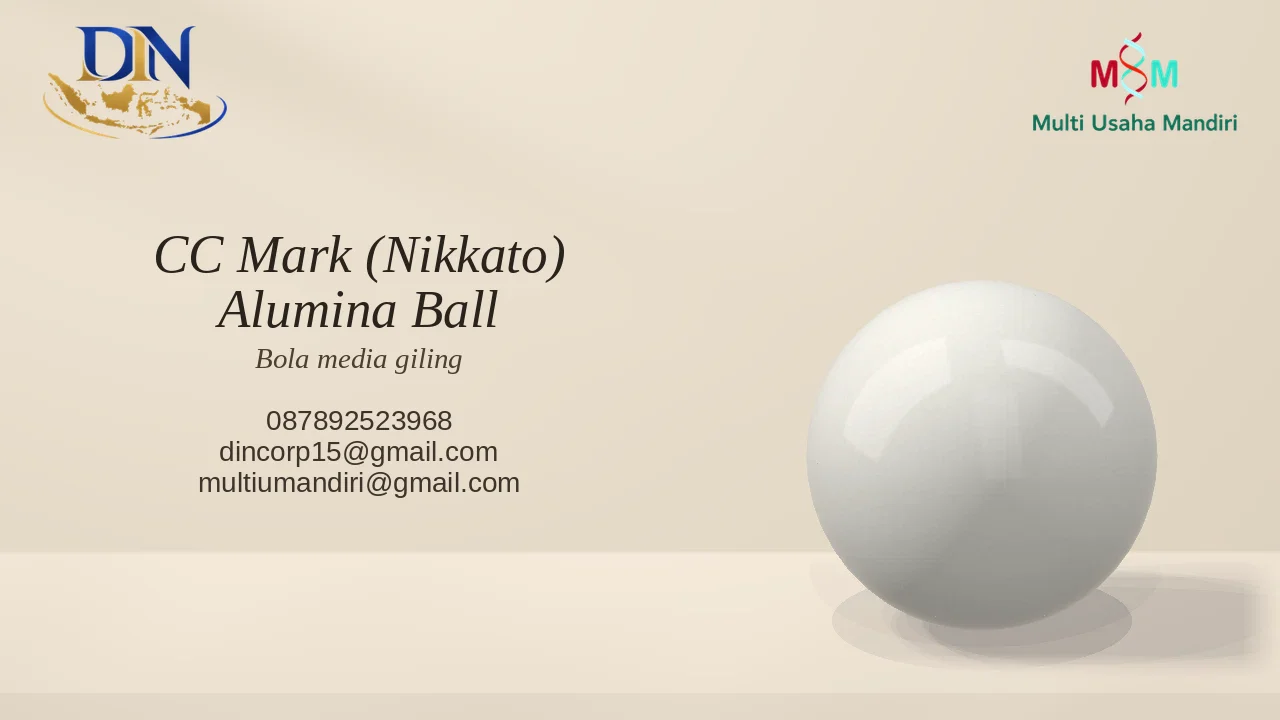 DN
M M
Multi Usaha Mandiri
CC Mark (Nikkato)
Alumina Ball
Bola media giling
087892523968
dincorp15@gmail.com
multiumandiri@gmail.com